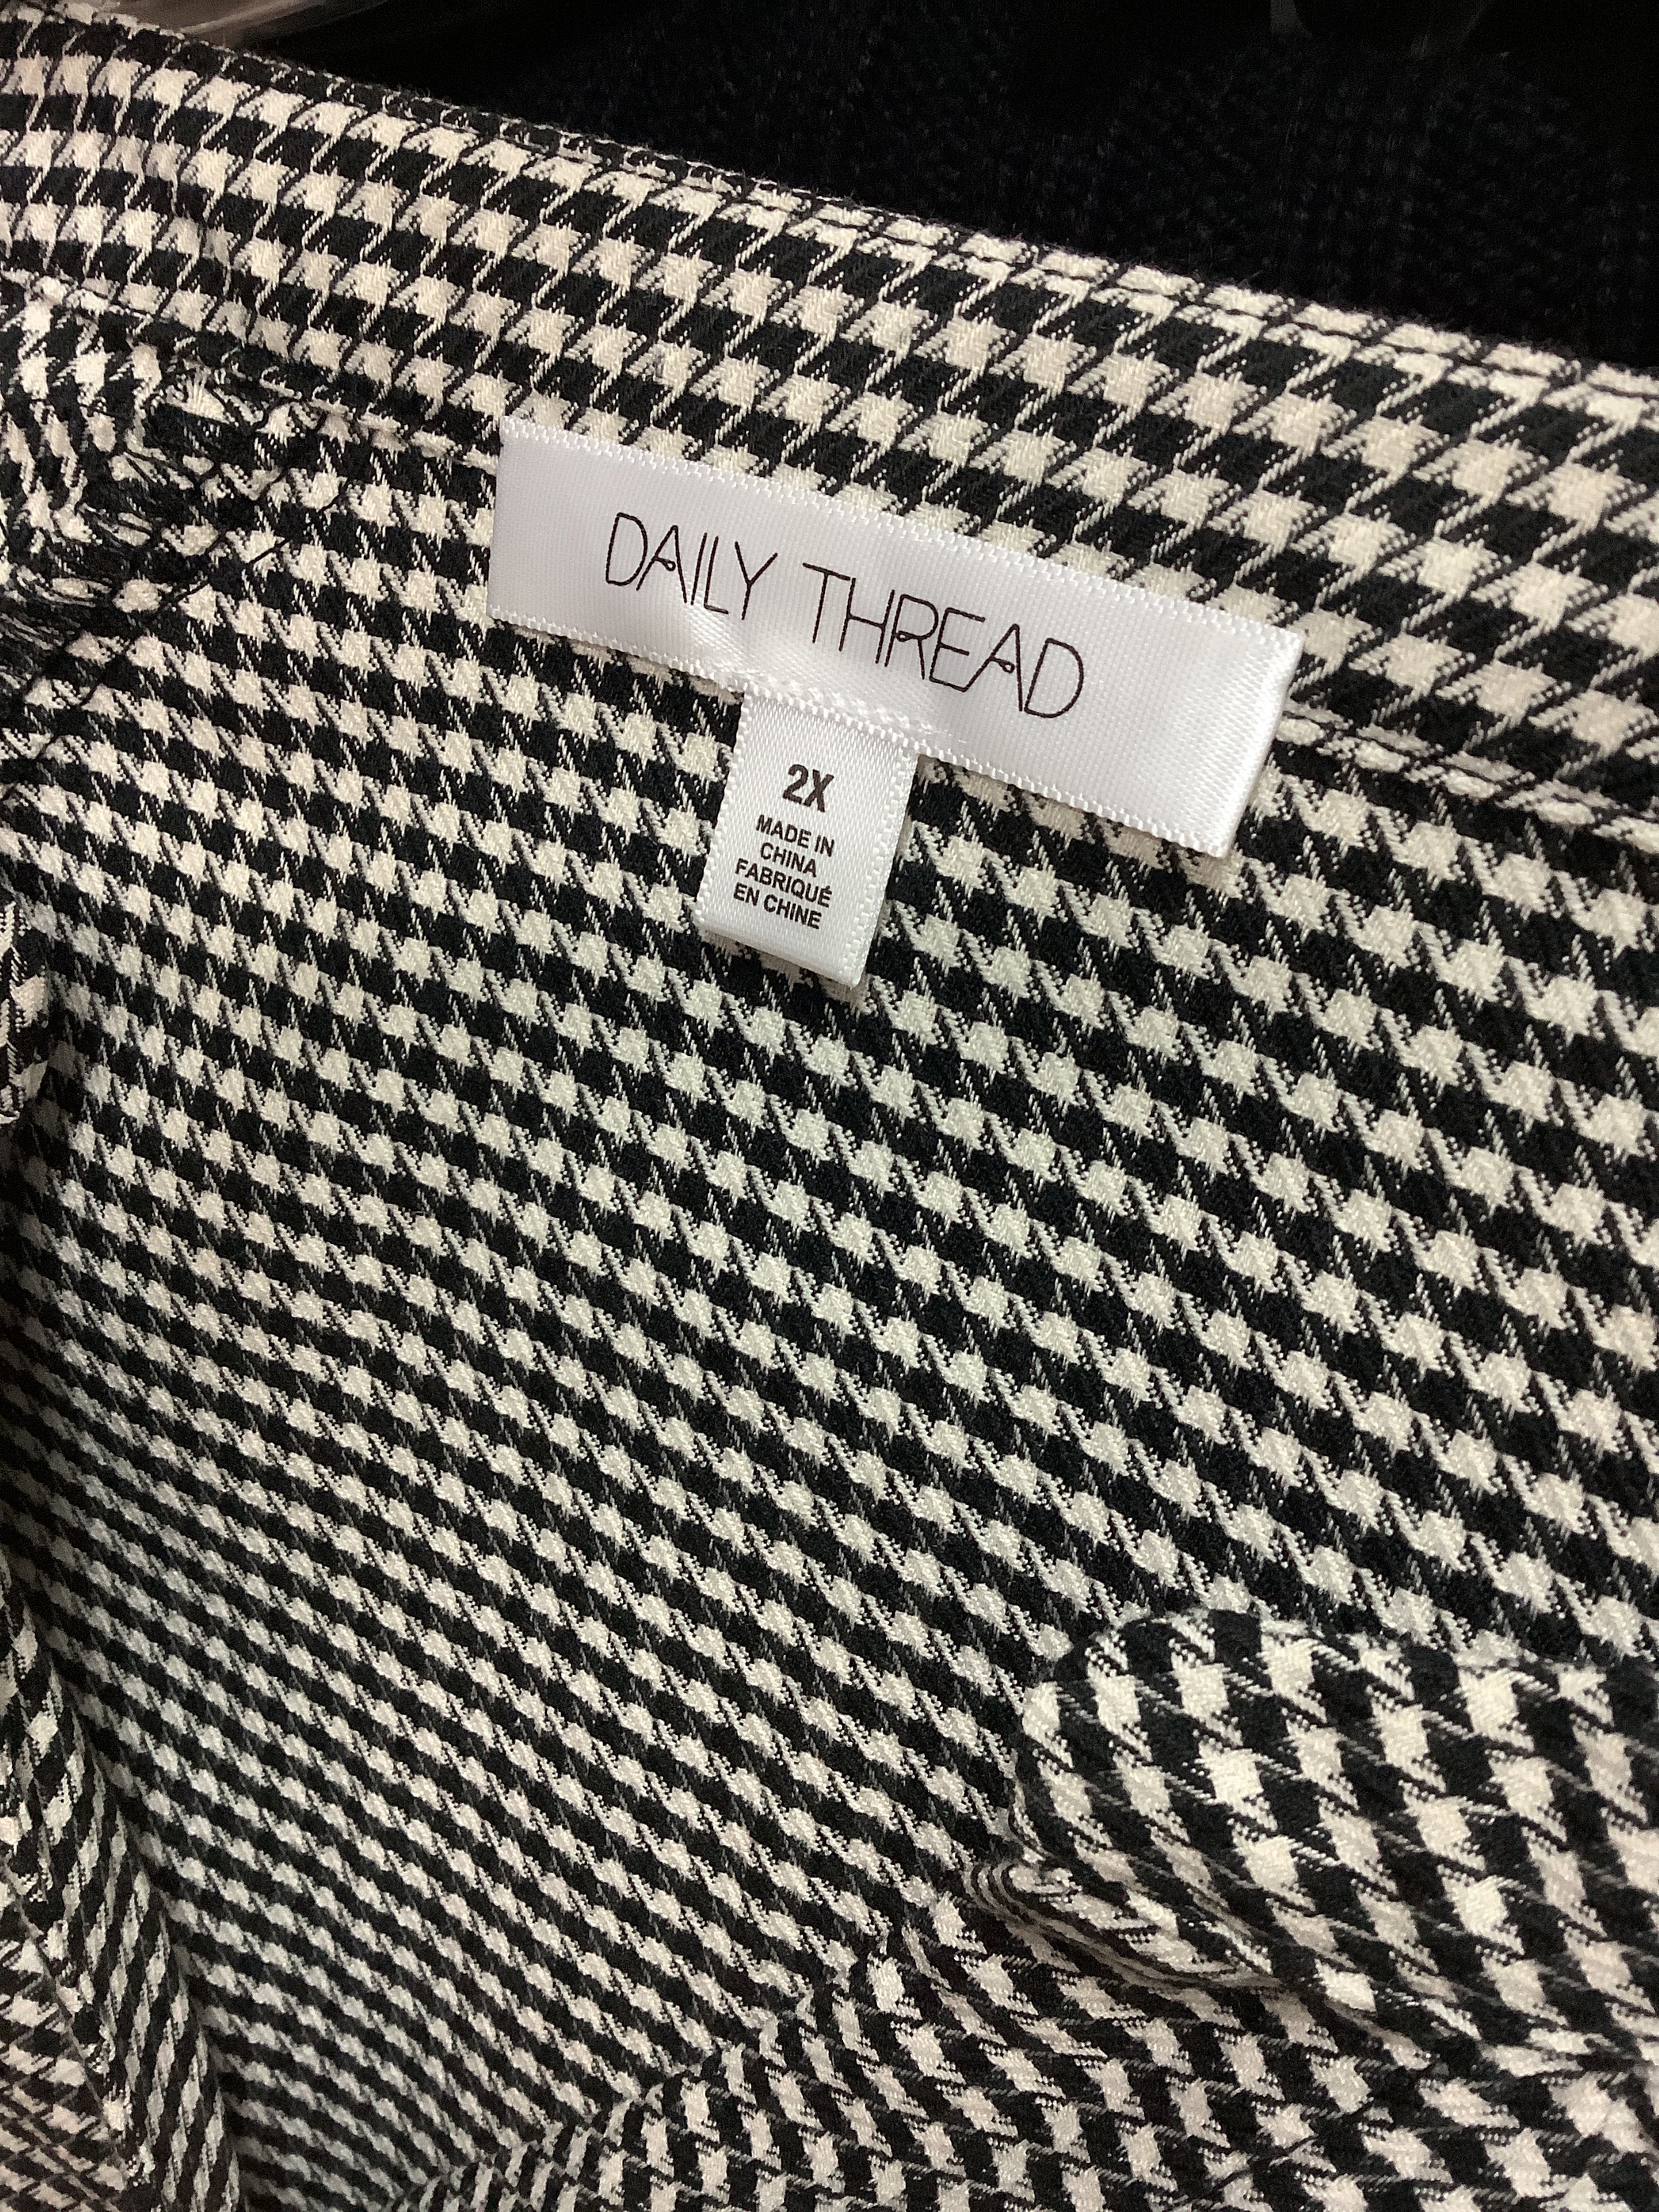 DAILY THREAD
2X
MADE IN
CHINA
FABRIQUÉ
EN CHINE